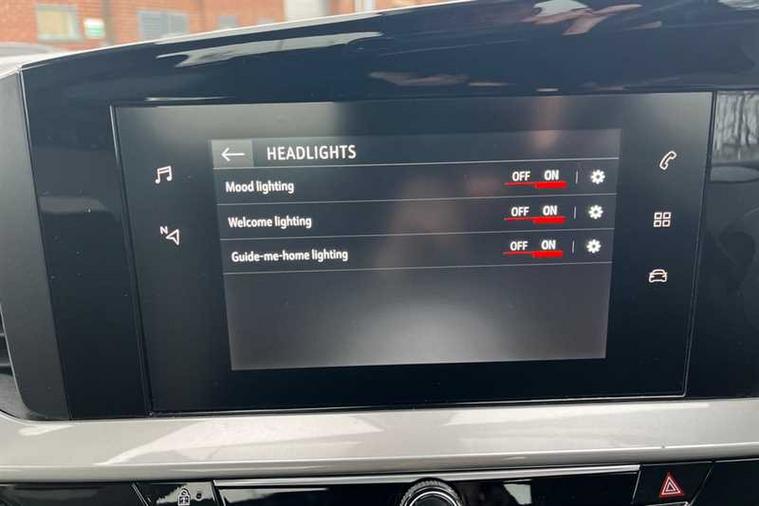 HEADLIGHTS
Mood lighting OFF ON
Welcome lighting OFF ON
Guide-me-home lighting OFF ON
N